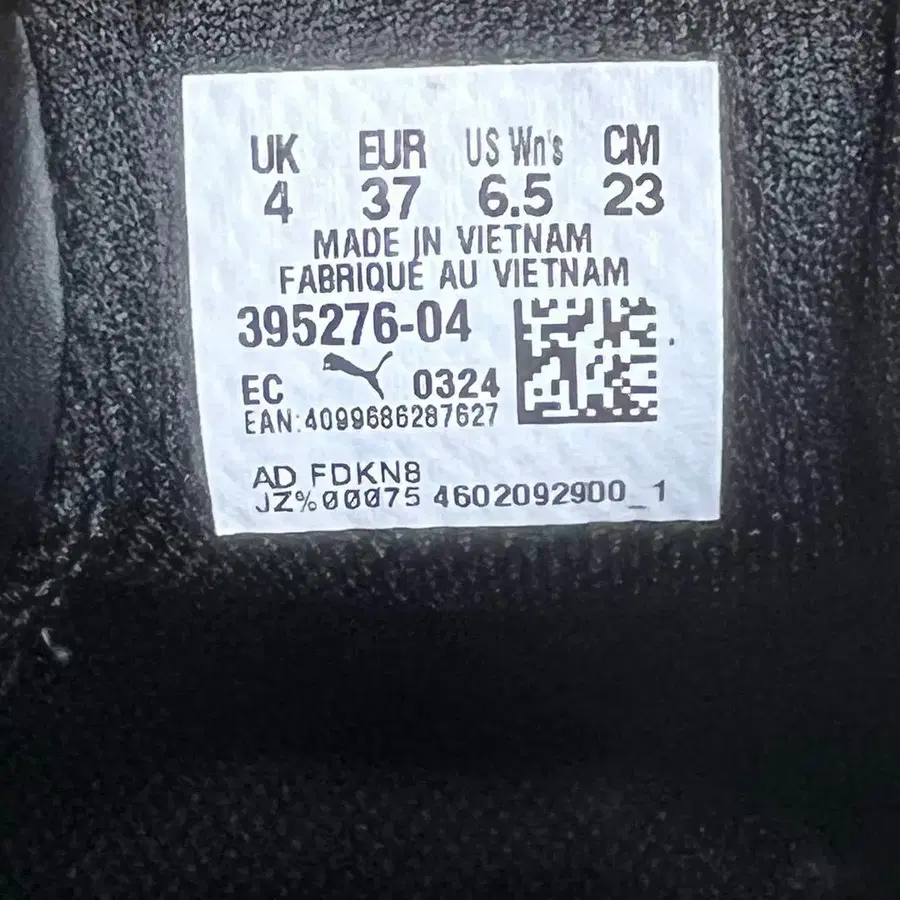 UK EUR US Wn's CM
4 37 6.5 23
MADE IN VIETNAM
FABRIQUÉ AU VIETNAM
395276-04
EC 0324
EAN:4099686287627
AD FDKN8
JZ%00075 4602092900_1